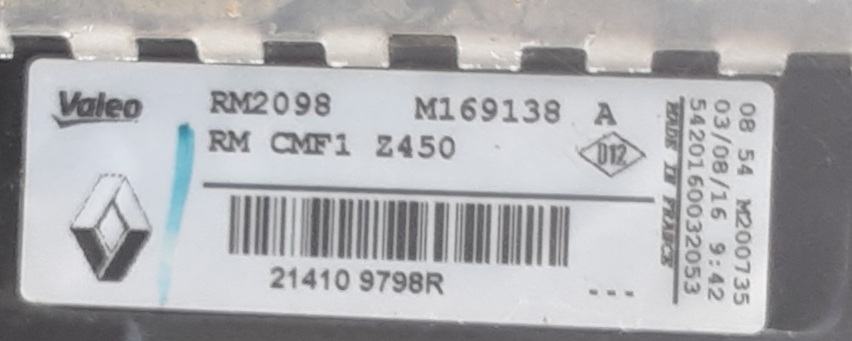 Valeo
RM2098 M169138 A
RM CMF1 Z450
D12
21410 9798R
...
MADE IN FRANCE
5420160032053
03/08/16 9:42
08 54 M200735